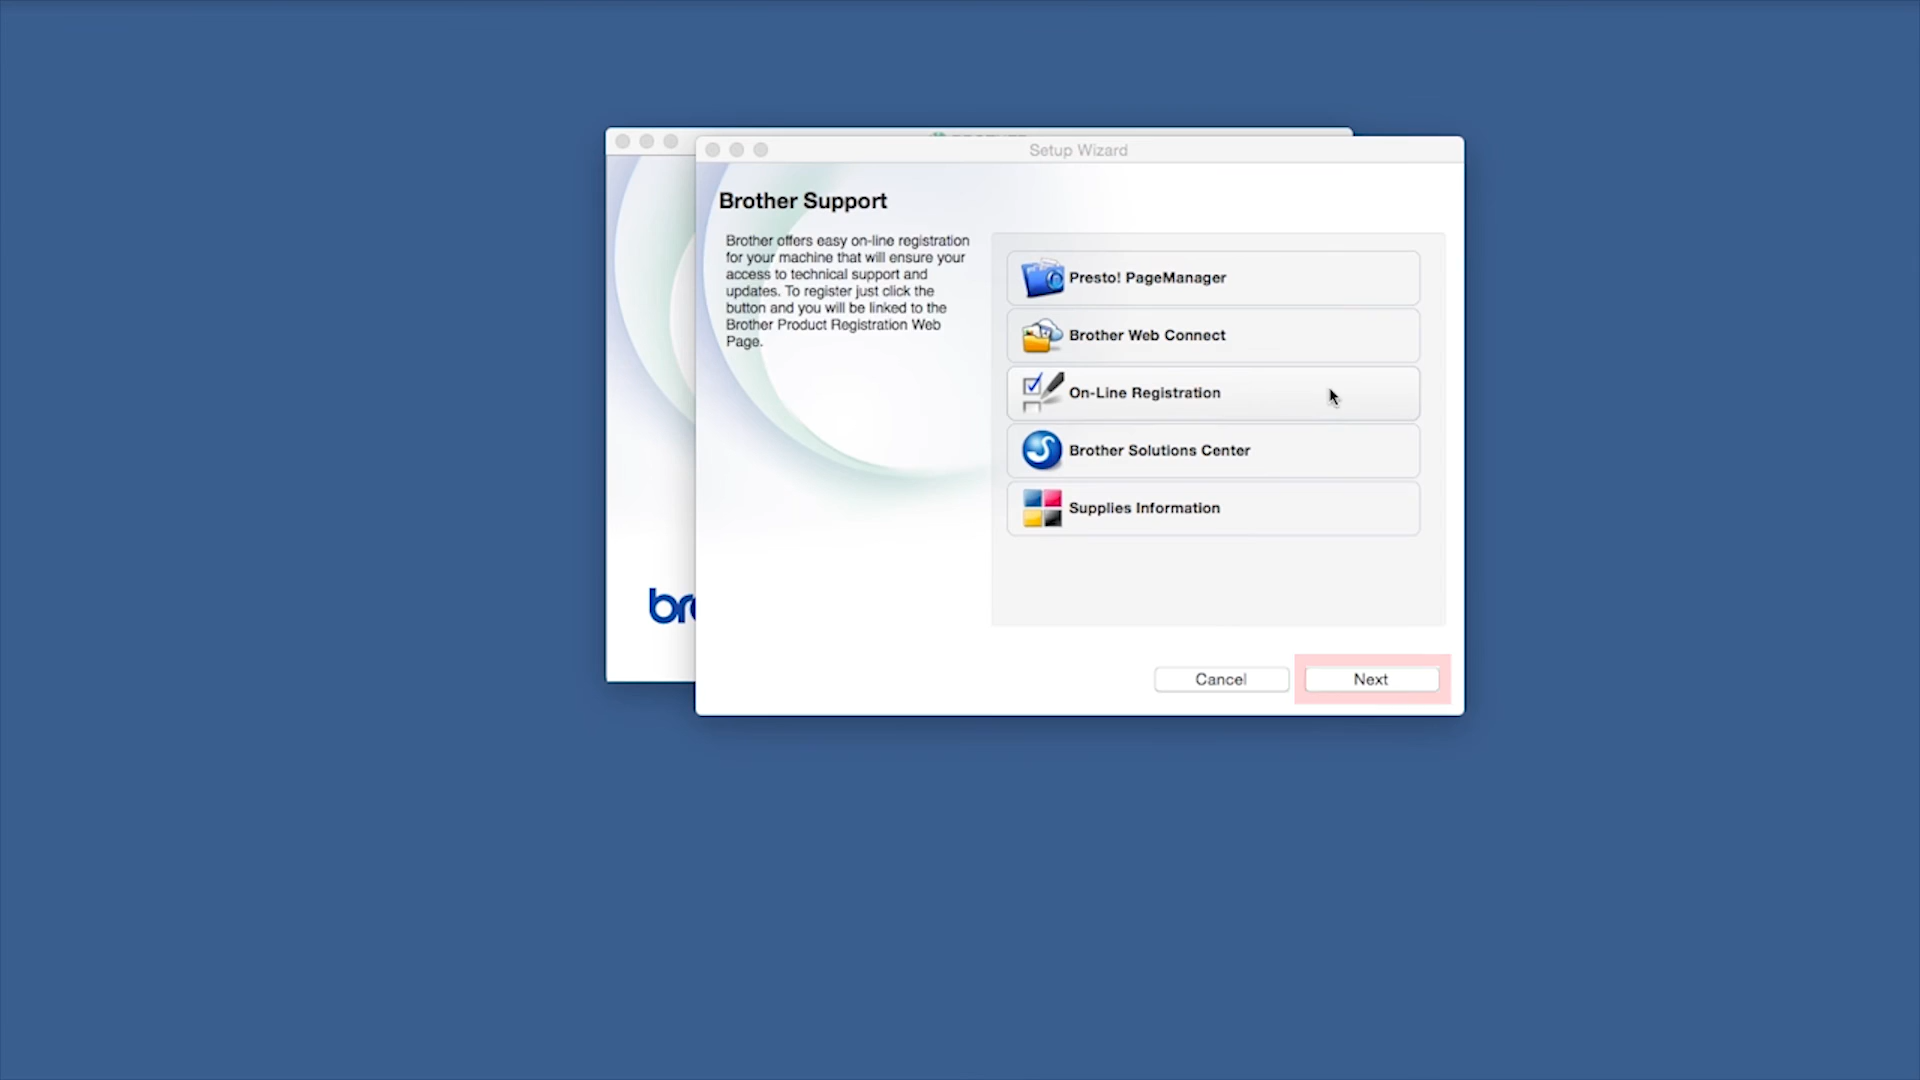 Setup Wizard
Brother Support
Brother offers easy on-line registration
for your machine that will ensure your
access to technical support and
updates. To register just click the
button and you will be linked to the
Brother Product Registration Web
Page.
Presto! PageManager
Brother Web Connect
On-Line Registration
Brother Solutions Center
Supplies Information
bro
Cancel
Next